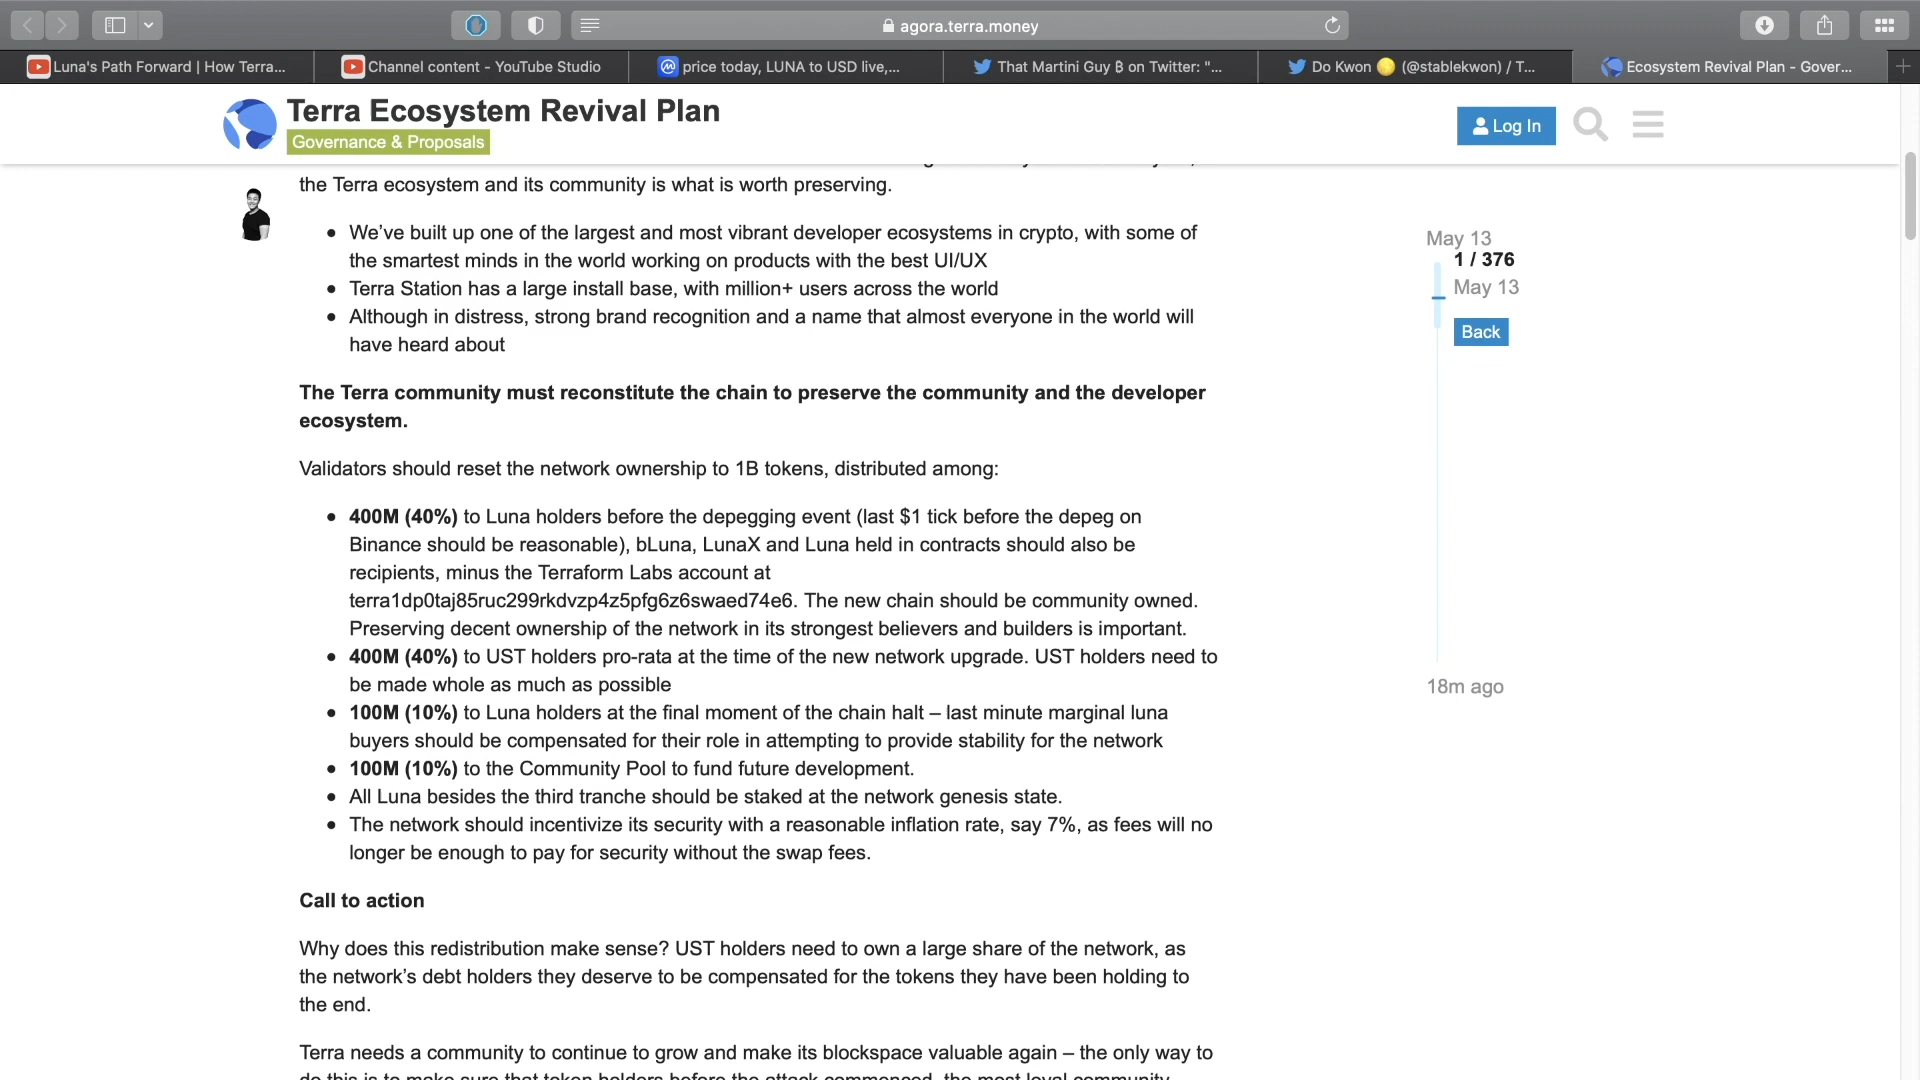 agora.terra.money
Luna's Path Forward | How Terra...
Channel content - YouTube Studio
price today, LUNA to USD live,...
That Martini Guy ₿ on Twitter: "...
Do Kwon 🌕 (@stablekwon) / T...
Ecosystem Revival Plan - Gover...
Terra Ecosystem Revival Plan
Governance & Proposals
Log In
the Terra ecosystem and its community is what is worth preserving.
• We’ve built up one of the largest and most vibrant developer ecosystems in crypto, with some of
the smartest minds in the world working on products with the best UI/UX
• Terra Station has a large install base, with million+ users across the world
• Although in distress, strong brand recognition and a name that almost everyone in the world will
have heard about
The Terra community must reconstitute the chain to preserve the community and the developer
ecosystem.
Validators should reset the network ownership to 1B tokens, distributed among:
• 400M (40%) to Luna holders before the depegging event (last $1 tick before the depeg on
Binance should be reasonable), bLuna, LunaX and Luna held in contracts should also be
recipients, minus the Terraform Labs account at
terra1dp0taj85ruc299rkdvzp4z5pfg6z6swaed74e6. The new chain should be community owned.
Preserving decent ownership of the network in its strongest believers and builders is important.
• 400M (40%) to UST holders pro-rata at the time of the new network upgrade. UST holders need to
be made whole as much as possible
• 100M (10%) to Luna holders at the final moment of the chain halt – last minute marginal luna
buyers should be compensated for their role in attempting to provide stability for the network
• 100M (10%) to the Community Pool to fund future development.
• All Luna besides the third tranche should be staked at the network genesis state.
• The network should incentivize its security with a reasonable inflation rate, say 7%, as fees will no
longer be enough to pay for security without the swap fees.
Call to action
Why does this redistribution make sense? UST holders need to own a large share of the network, as
the network’s debt holders they deserve to be compensated for the tokens they have been holding to
the end.
Terra needs a community to continue to grow and make its blockspace valuable again – the only way to
do this is to make sure that token holders before the attack commenced, the most loyal community
May 13
1 / 376
May 13
Back
18m ago